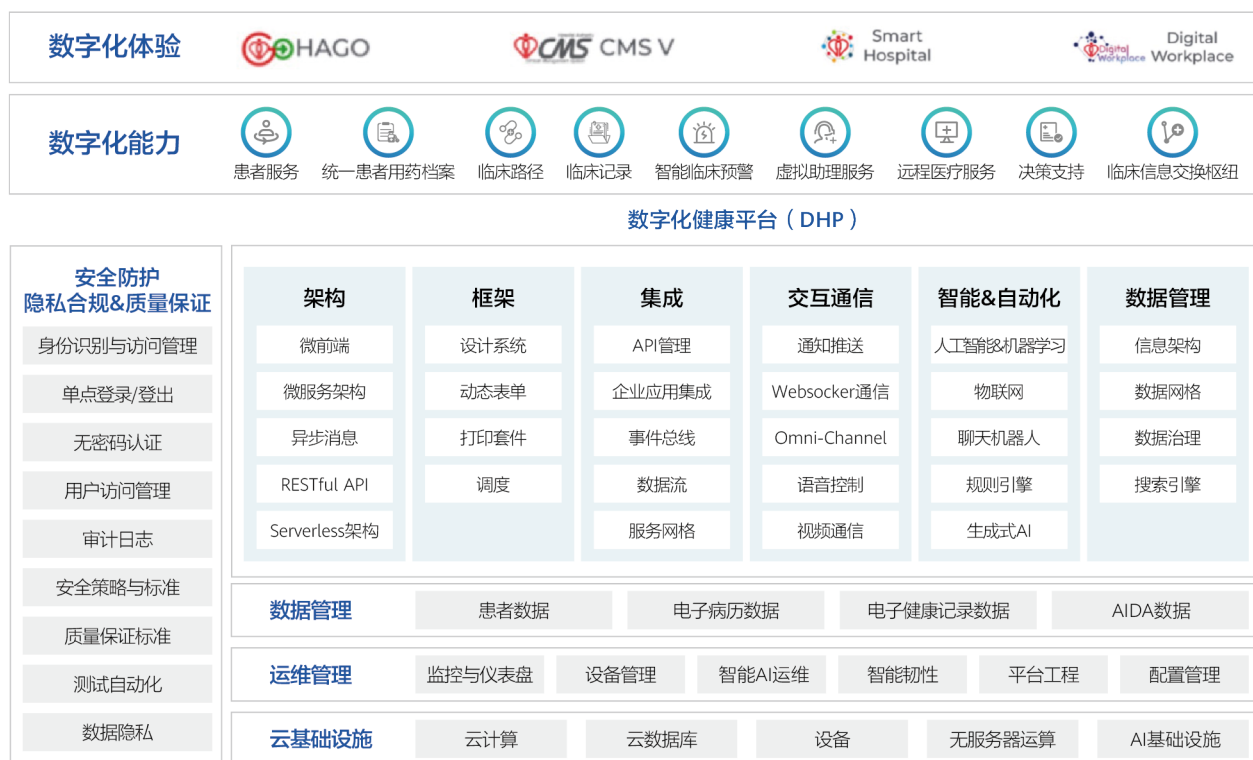 数字化体验
HAGO
CMS CMS V
Smart
Hospital
Digital
Workplace
Digital
Workplace
数字化能力
患者服务
统一患者用药档案
临床路径
临床记录
智能临床预警
虚拟助理服务
远程医疗服务
决策支持
临床信息交换枢纽
数字化健康平台（DHP）
安全防护
隐私合规&质量保证
身份识别与访问管理
单点登录/登出
无密码认证
用户访问管理
审计日志
安全策略与标准
质量保证标准
测试自动化
数据隐私
架构
微前端
微服务架构
异步消息
RESTful API
Serverless架构
框架
设计系统
动态表单
打印套件
调度
集成
API管理
企业应用集成
事件总线
数据流
服务网格
交互通信
通知推送
Websocker通信
Omni-Channel
语音控制
视频通信
智能&自动化
人工智能&机器学习
物联网
聊天机器人
规则引擎
生成式AI
数据管理
信息架构
数据网格
数据治理
搜索引擎
数据管理
患者数据
电子病历数据
电子健康记录数据
AIDA数据
运维管理
监控与仪表盘
设备管理
智能AI运维
智能韧性
平台工程
配置管理
云基础设施
云计算
云数据库
设备
无服务器运算
AI基础设施